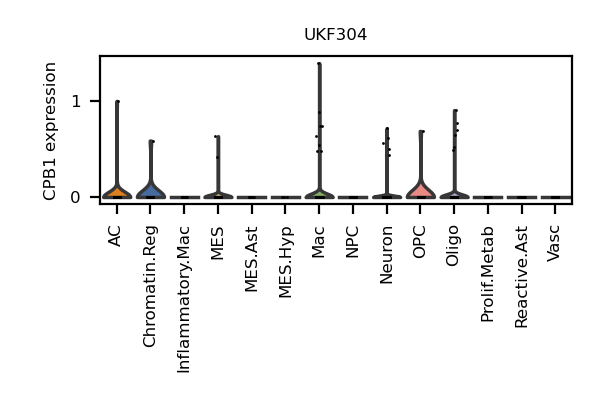 UKF304
CPB1 expression
1
0
AC
Chromatin.Reg
Inflammatory.Mac
MES
MES.Ast
MES.Hyp
Mac
NPC
Neuron
OPC
Oligo
Prolif.Metab
Reactive.Ast
Vasc